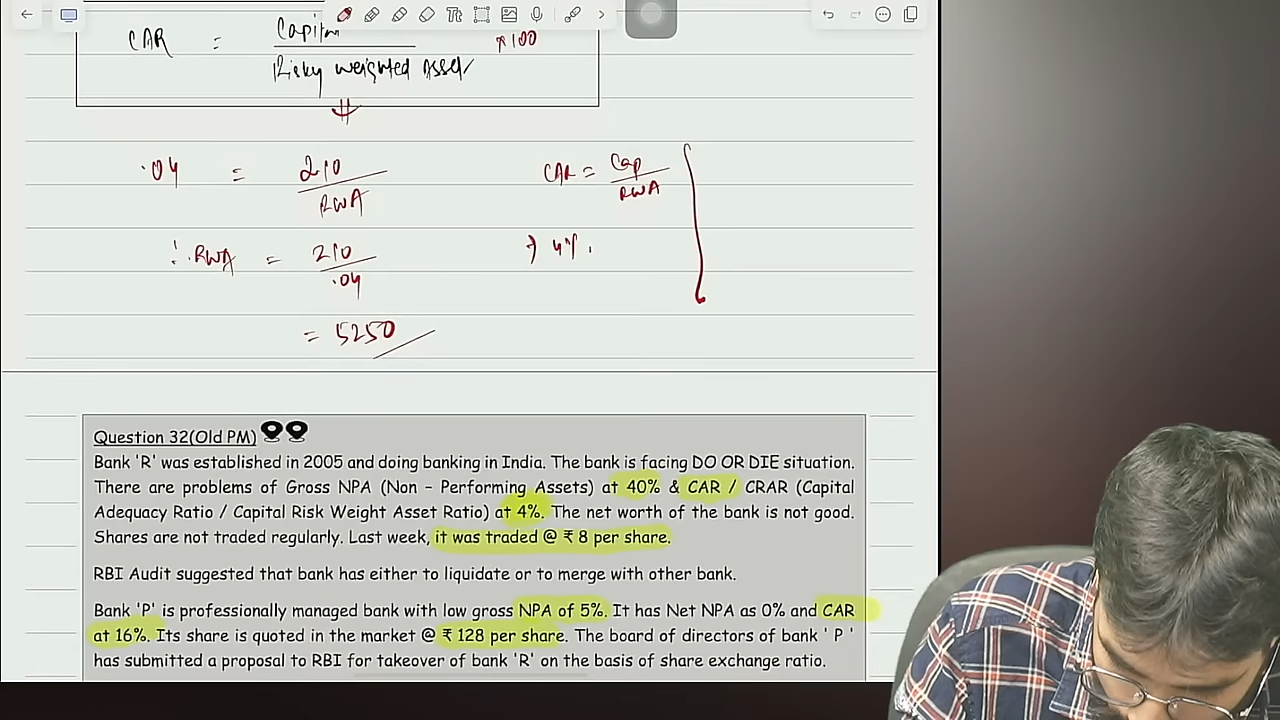 CAR = Capital
Risky weighted Asset ×100
.04 = 210 CAR = Cap
RWA RWA
∴ RWA = 210 ⇒ 4%.
.04
= 5250
Question 32(Old PM)
Bank 'R' was established in 2005 and doing banking in India. The bank is facing DO OR DIE situation.
There are problems of Gross NPA (Non – Performing Assets) at 40% & CAR / CRAR (Capital
Adequacy Ratio / Capital Risk Weight Asset Ratio) at 4%. The net worth of the bank is not good.
Shares are not traded regularly. Last week, it was traded @ ₹ 8 per share.
RBI Audit suggested that bank has either to liquidate or to merge with other bank.
Bank 'P' is professionally managed bank with low gross NPA of 5%. It has Net NPA as 0% and CAR
at 16%. Its share is quoted in the market @ ₹ 128 per share. The board of directors of bank ' P '
has submitted a proposal to RBI for takeover of bank 'R' on the basis of share exchange ratio.